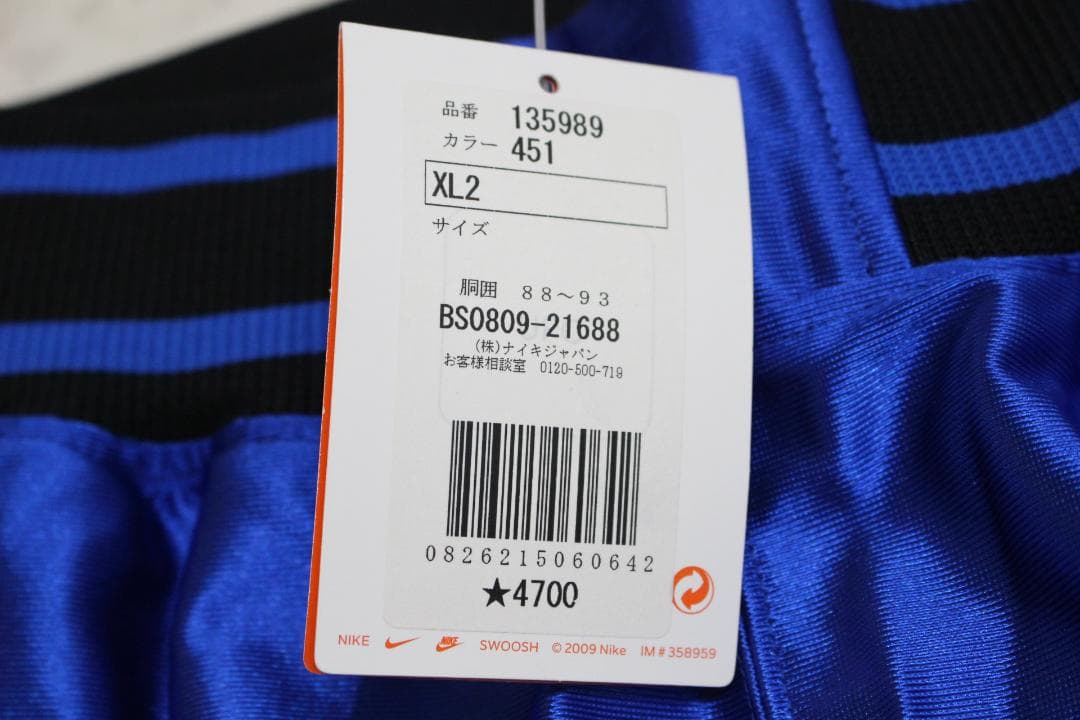 品番 135989
カラー 451
XL2
サイズ
胴囲 88～93
BS0809-21688
(株)ナイキジャパン
お客様相談室 0120-500-719
0826215060642
★4700
NIKE NIKE SWOOSH © 2009 Nike IM # 358959